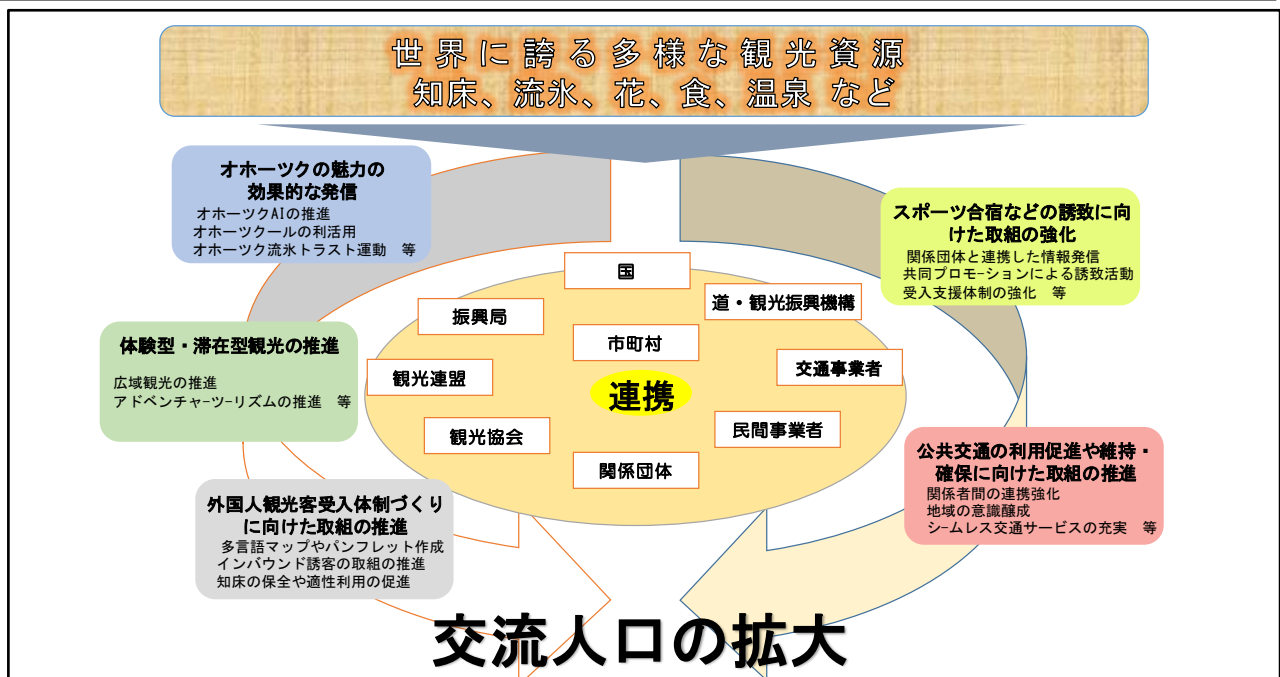 世界に誇る多様な観光資源
知床、流氷、花、食、温泉 など
オホーツクの魅力の
効果的な発信
オホーツクAIの推進
オホーツクールの利活用
オホーツク流氷トラスト運動　等
スポーツ合宿などの誘致に向
けた取組の強化
関係団体と連携した情報発信
共同プロモーションによる誘致活動
受入支援体制の強化　等
体験型・滞在型観光の推進
広域観光の推進
アドベンチャーツーリズムの推進　等
国
道・観光振興機構
振興局
市町村
交通事業者
観光連盟
連携
民間事業者
観光協会
関係団体
公共交通の利用促進や維持・
確保に向けた取組の推進
関係者間の連携強化
地域の意識醸成
シームレス交通サービスの充実　等
外国人観光客受入体制づくり
に向けた取組の推進
多言語マップやパンフレット作成
インバウンド誘客の取組の推進
知床の保全や適性利用の促進
交流人口の拡大